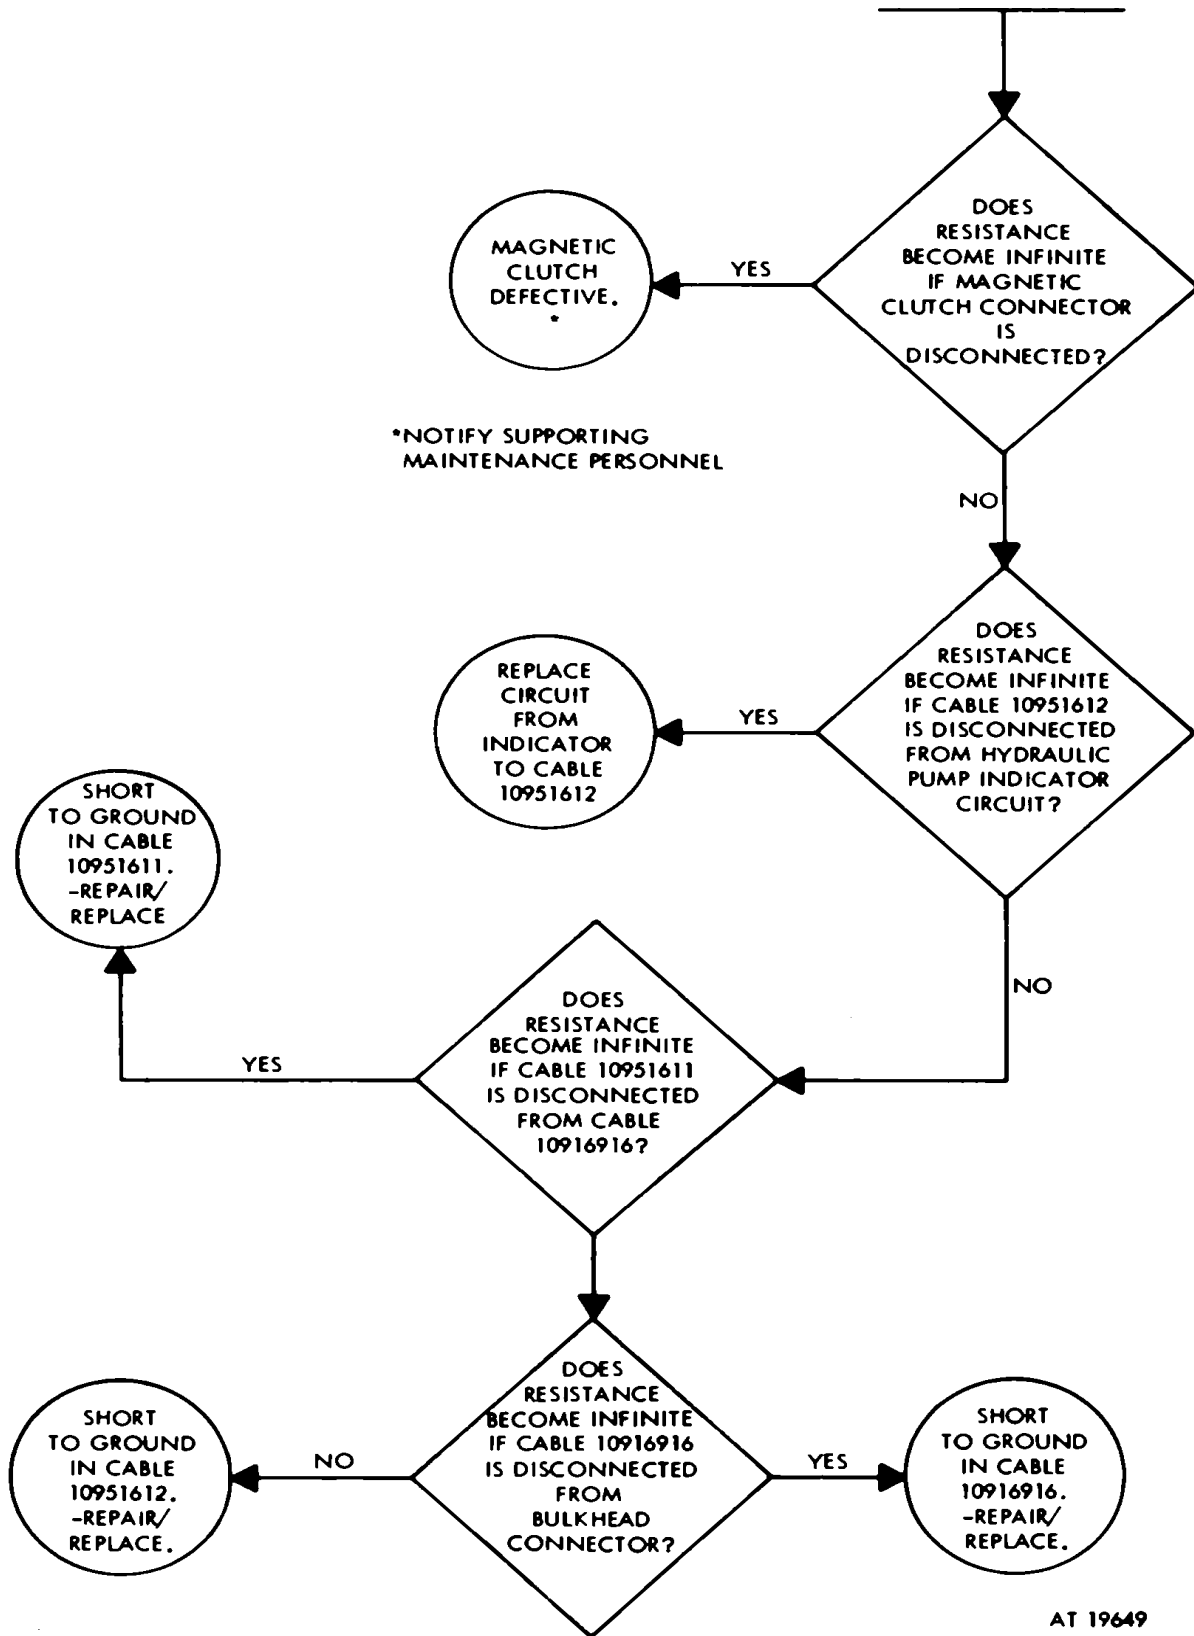 DOES
RESISTANCE
BECOME INFINITE
IF MAGNETIC
CLUTCH CONNECTOR
IS
DISCONNECTED?
YES
MAGNETIC
CLUTCH
DEFECTIVE.
*
*NOTIFY SUPPORTING
MAINTENANCE PERSONNEL
NO
DOES
RESISTANCE
BECOME INFINITE
IF CABLE 10951612
IS DISCONNECTED
FROM HYDRAULIC
PUMP INDICATOR
CIRCUIT?
YES
REPLACE
CIRCUIT
FROM
INDICATOR
TO CABLE
10951612
NO
DOES
RESISTANCE
BECOME INFINITE
IF CABLE 10951611
IS DISCONNECTED
FROM CABLE
10916916?
YES
SHORT
TO GROUND
IN CABLE
10951611.
-REPAIR/
REPLACE
DOES
RESISTANCE
BECOME INFINITE
IF CABLE 10916916
IS DISCONNECTED
FROM
BULKHEAD
CONNECTOR?
NO
SHORT
TO GROUND
IN CABLE
10951612.
-REPAIR/
REPLACE.
YES
SHORT
TO GROUND
IN CABLE
10916916.
-REPAIR/
REPLACE.
AT 19649